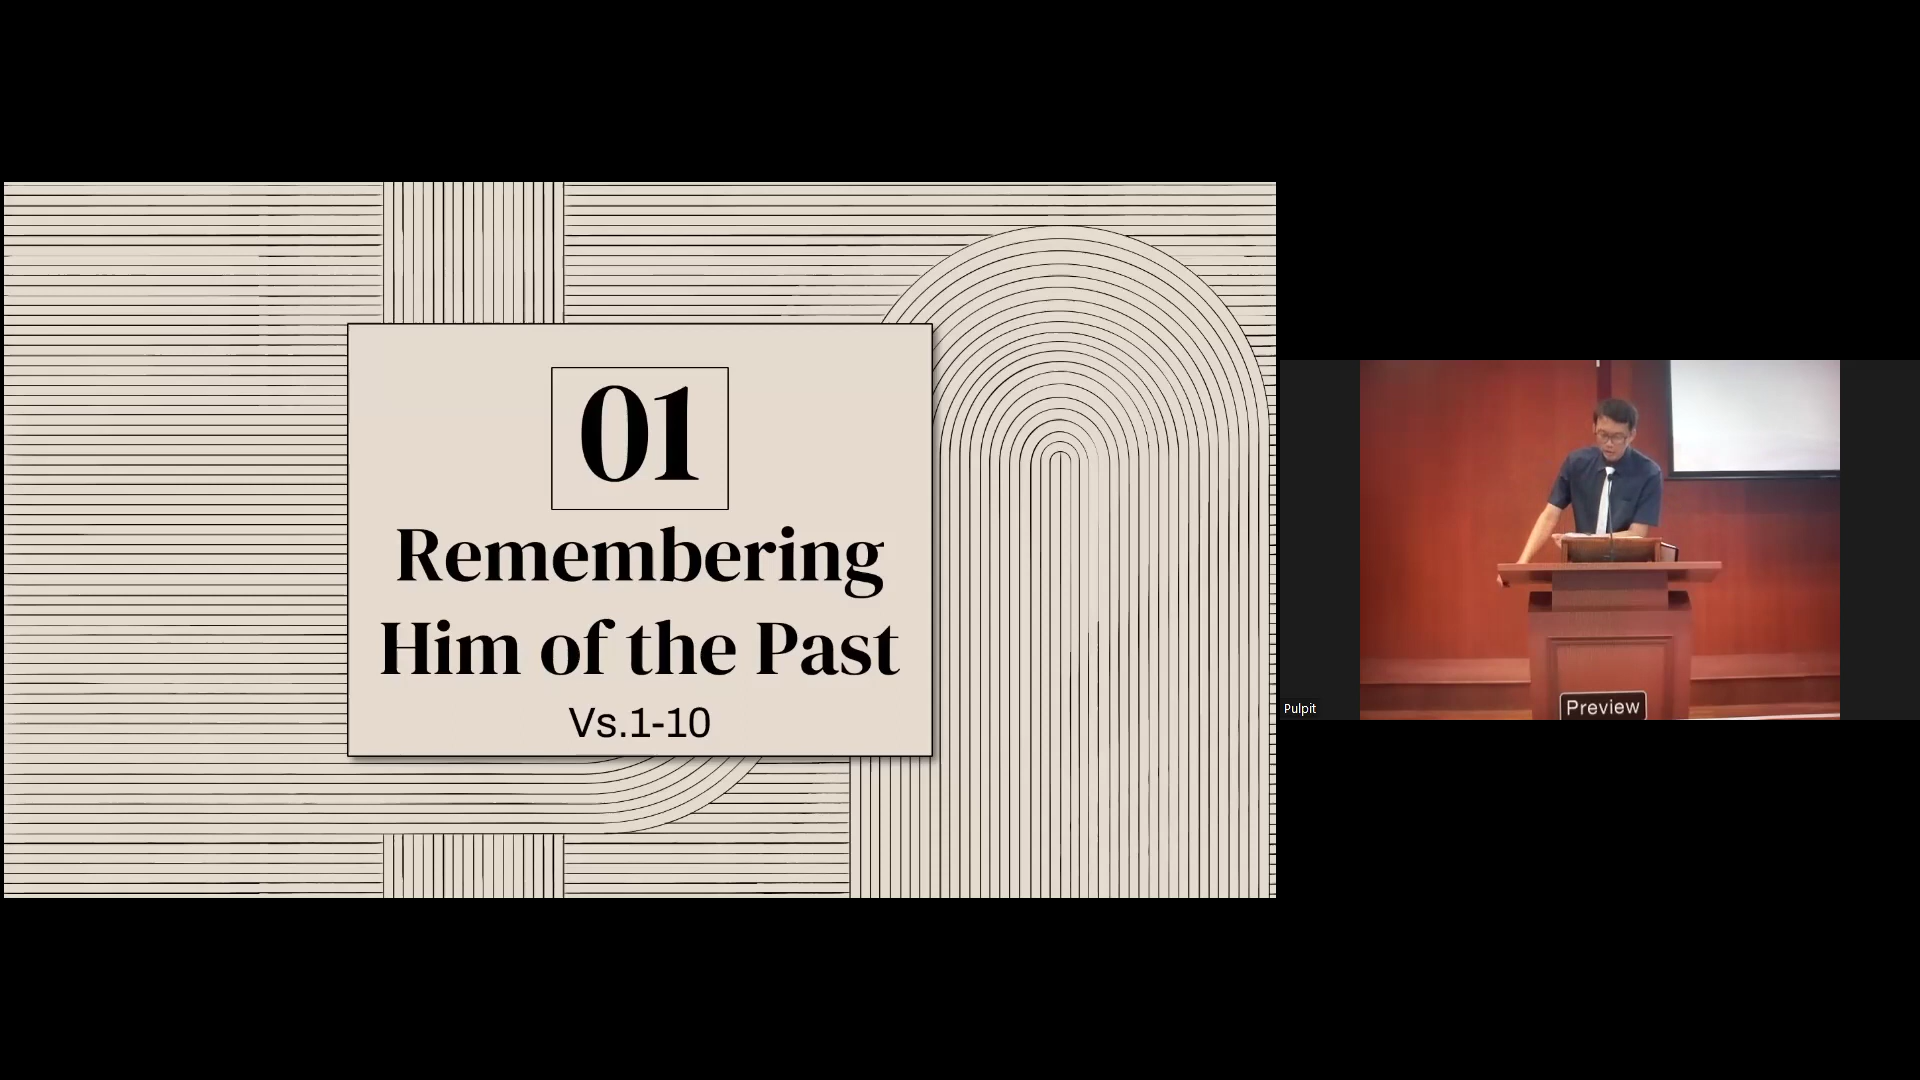 01
Remembering
Him of the Past
Vs.1-10
Pulpit
Preview